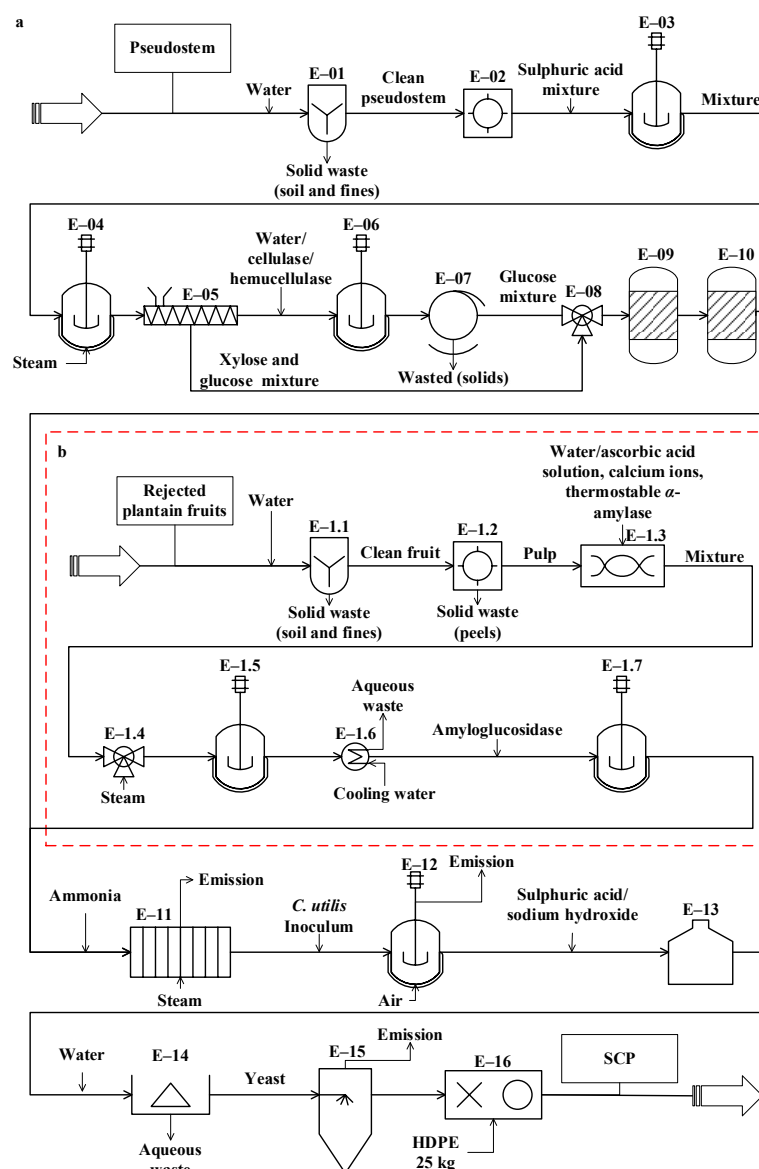 a
Pseudostem
Water
E–01
Clean
pseudostem
E–02
Sulphuric acid
mixture
E–03
Mixture
Solid waste
(soil and fines)
E–04
Steam
E–05
Water/
cellulase/
hemucellulase
E–06
E–07
Glucose
mixture
E–08
E–09
E–10
Xylose and
glucose mixture
Wasted (solids)
b
Rejected
plantain fruits
Water
E–1.1
Clean fruit
E–1.2
Pulp
Water/ascorbic acid
solution, calcium ions,
thermostable α-
amylase
E–1.3
Mixture
Solid waste
(soil and fines)
Solid waste
(peels)
E–1.4
Steam
E–1.5
Aqueous
waste
E–1.6
Cooling water
Amyloglucosidase
E–1.7
Ammonia
E–11
Emission
Steam
C. utilis
Inoculum
E–12
Emission
Air
Sulphuric acid/
sodium hydroxide
E–13
Water
E–14
Aqueous
waste
Yeast
E–15
Emission
E–16
HDPE
25 kg
SCP